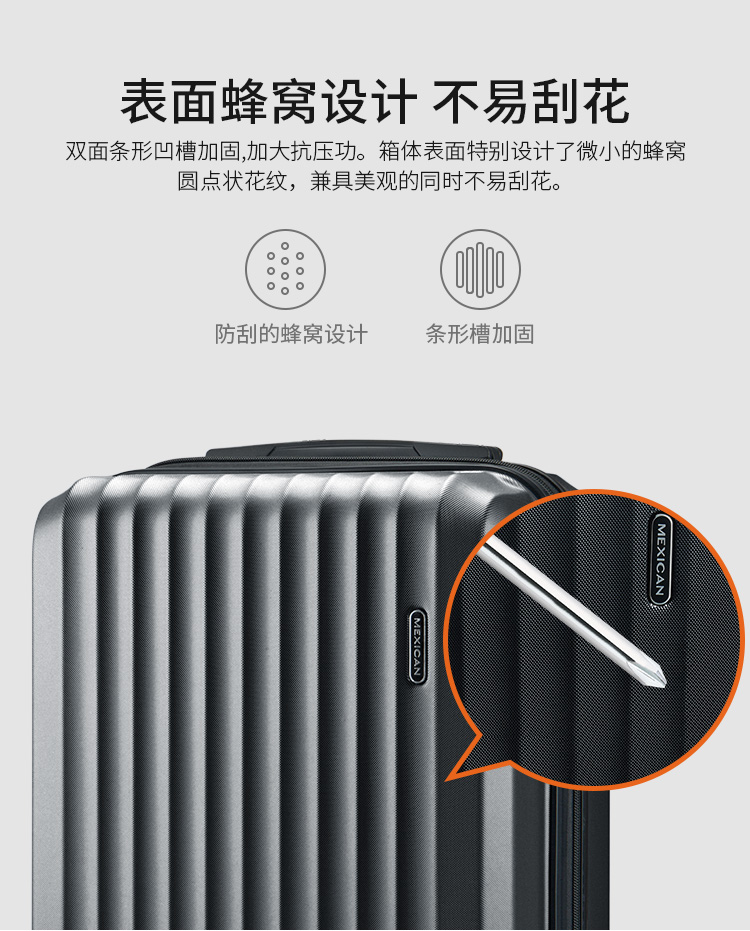 表面蜂窝设计 不易刮花
双面条形凹槽加固,加大抗压功。箱体表面特别设计了微小的蜂窝
圆点状花纹，兼具美观的同时不易刮花。
防刮的蜂窝设计
条形槽加固
MEXICAN
MEXICAN